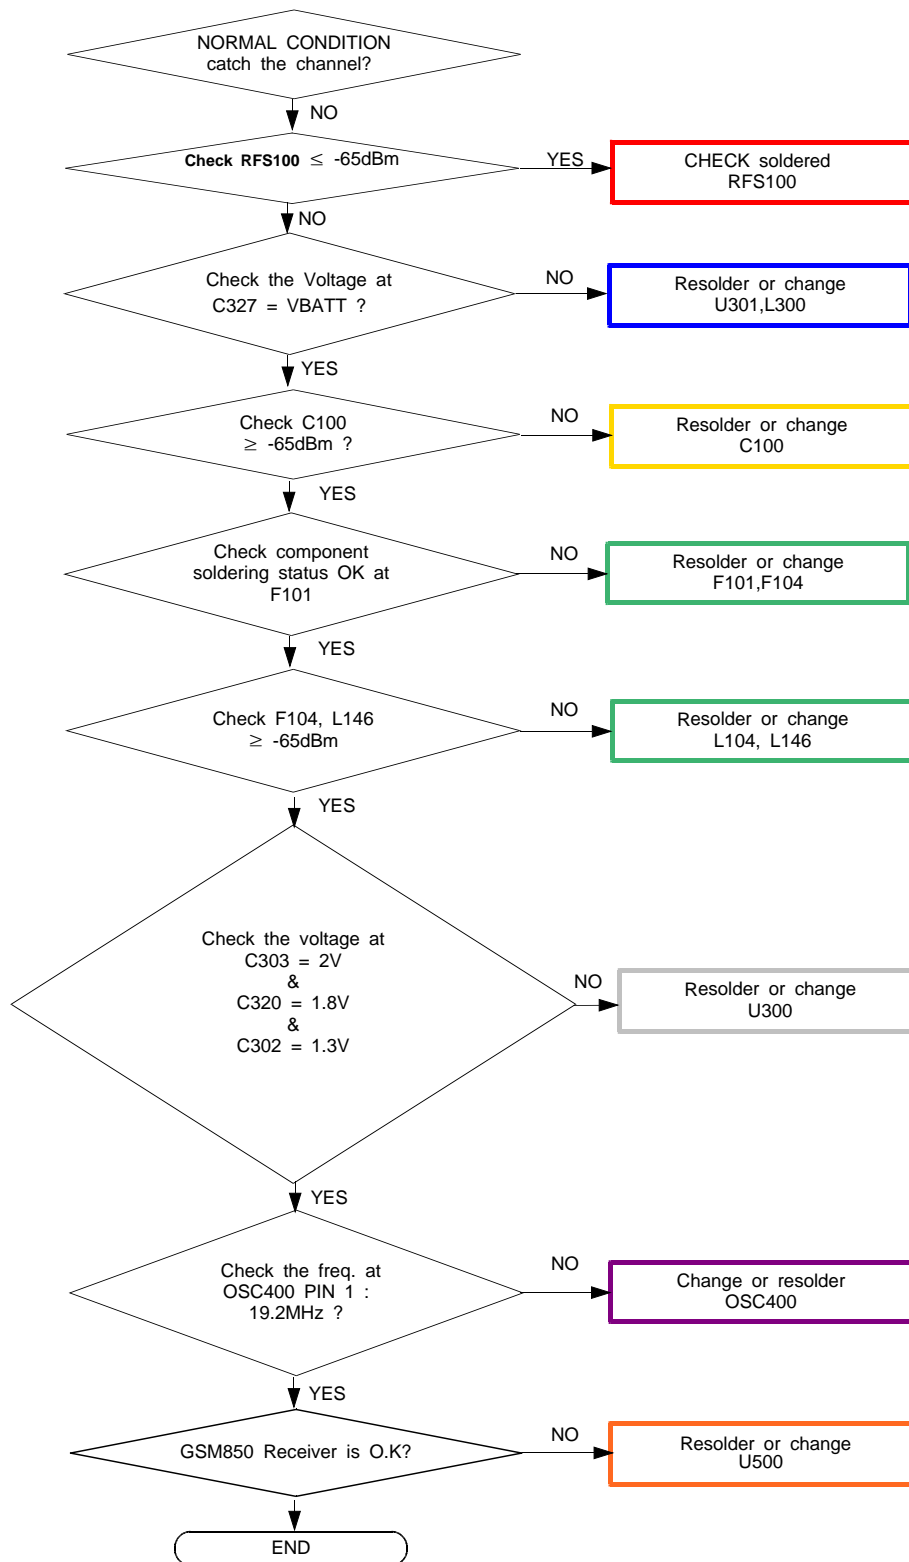 NORMAL CONDITION
catch the channel?
NO
Check RFS100 ≤ -65dBm
YES
CHECK soldered
RFS100
NO
Check the Voltage at
C327 = VBATT ?
NO
Resolder or change
U301,L300
YES
Check C100
≥ -65dBm ?
NO
Resolder or change
C100
YES
Check component
soldering status OK at
F101
NO
Resolder or change
F101,F104
YES
Check F104, L146
≥ -65dBm
NO
Resolder or change
L104, L146
YES
Check the voltage at
C303 = 2V
&
C320 = 1.8V
&
C302 = 1.3V
NO
Resolder or change
U300
YES
Check the freq. at
OSC400 PIN 1 :
19.2MHz ?
NO
Change or resolder
OSC400
YES
GSM850 Receiver is O.K?
NO
Resolder or change
U500
END